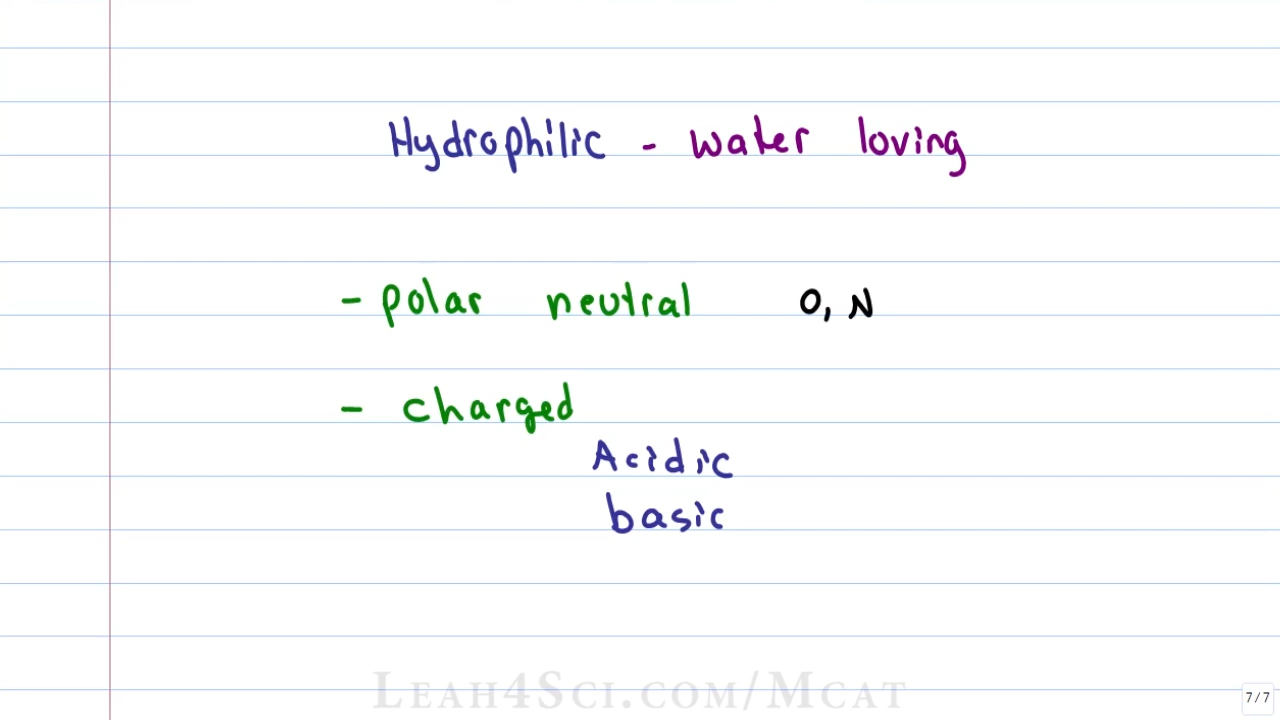 Hydrophilic - water loving
- polar neutral O, N
- charged
Acidic
basic
LEAH4SCI.COM/MCAT
7/7